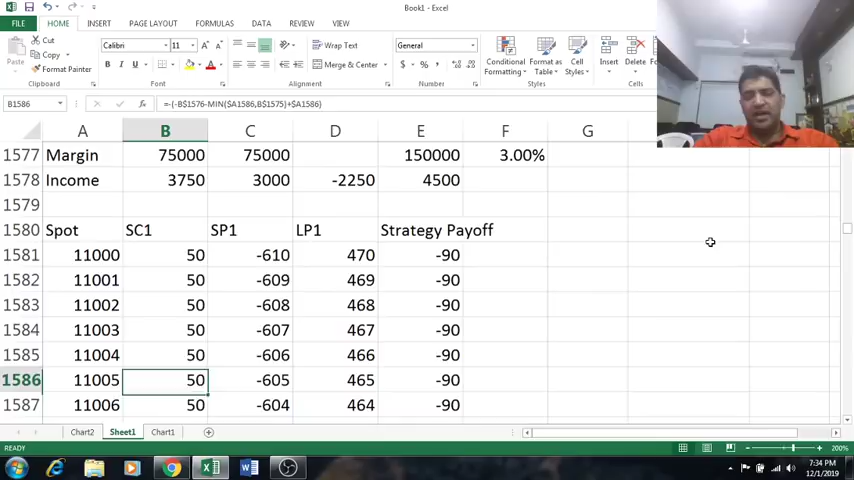 Book1 - Excel
FILE HOME INSERT PAGE LAYOUT FORMULAS DATA REVIEW VIEW
Cut
Copy
Format Painter
Paste
Clipboard
Calibri 11
B I U
Font
Wrap Text
Merge & Center
Alignment
General
$ % ,
Number
Conditional Formatting
Format as Table
Cell Styles
Styles
Insert Delete
B1586 fx =-(-B$1576-MIN($A1586,B$1575)+$A1586)
A B C D E F G
1577 Margin 75000 75000 150000 3.00%
1578 Income 3750 3000 -2250 4500
1579
1580 Spot SC1 SP1 LP1 Strategy Payoff
1581 11000 50 -610 470 -90
1582 11001 50 -609 469 -90
1583 11002 50 -608 468 -90
1584 11003 50 -607 467 -90
1585 11004 50 -606 466 -90
1586 11005 50 -605 465 -90
1587 11006 50 -604 464 -90
Chart2 Sheet1 Chart1
READY 200%
7:34 PM
12/1/2019